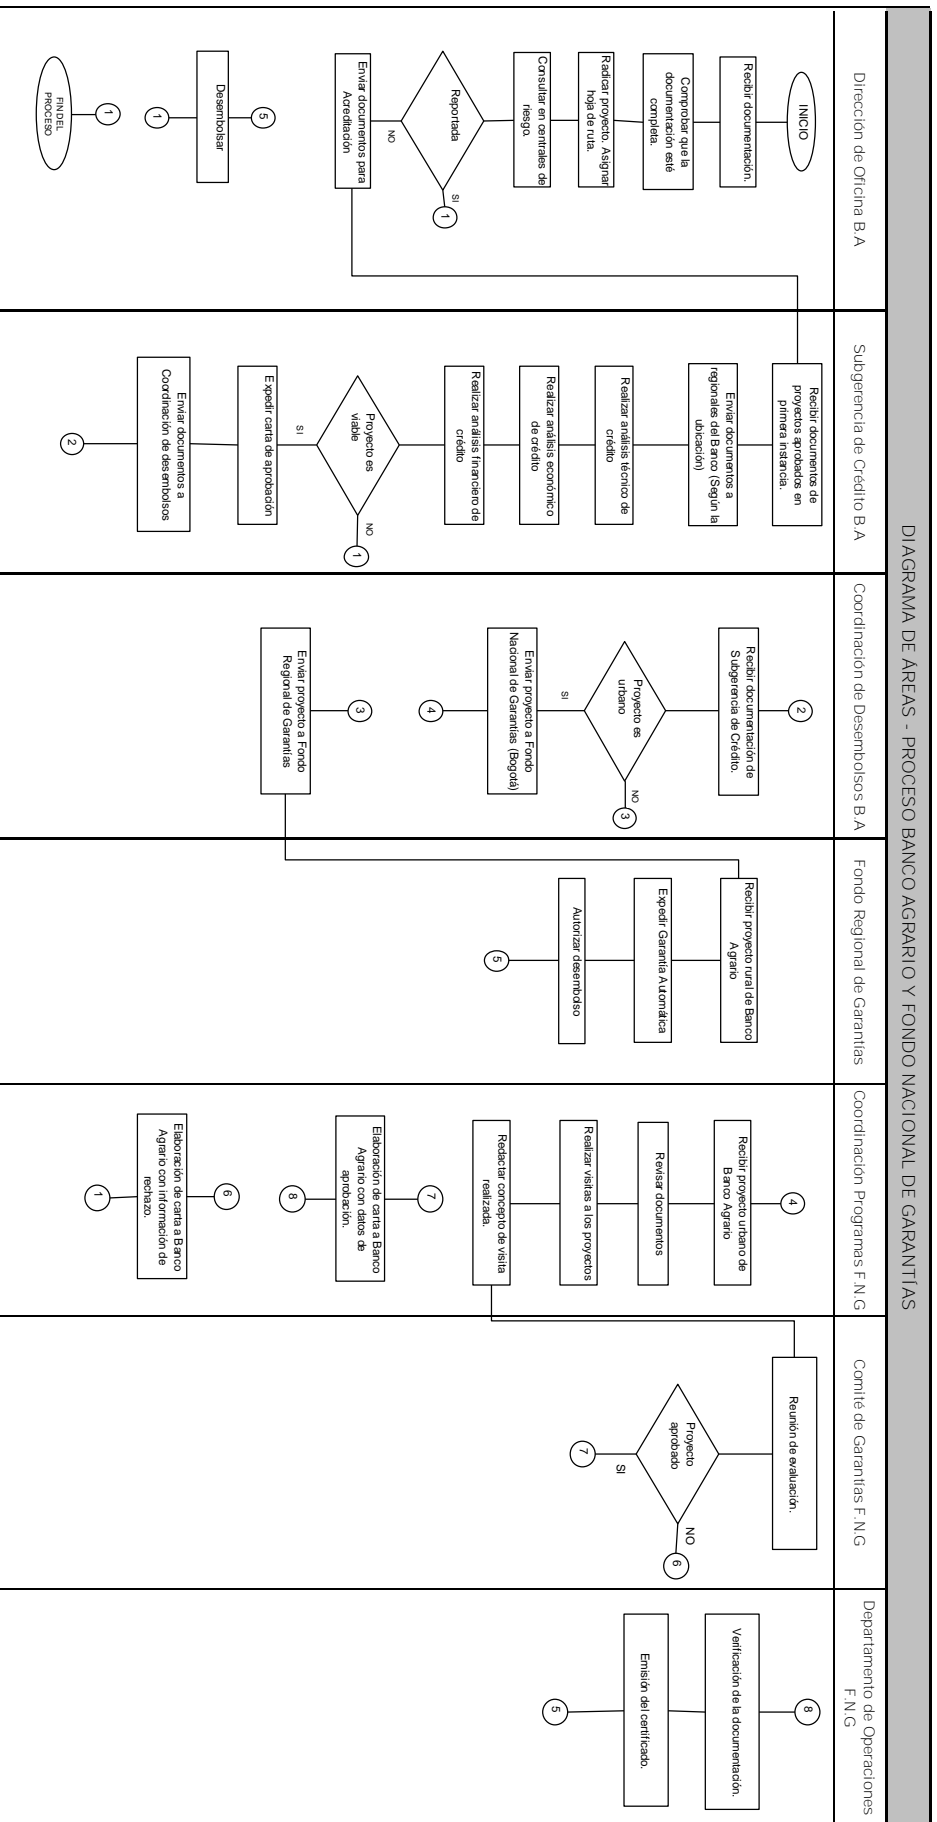 DIAGRAMA DE ÁREAS - PROCESO BANCO AGRARIO Y FONDO NACIONAL DE GARANTÍAS
Dirección de Oficina B.A
INICIO
Recibir documentación.
Comprobar que la
documentación esté
completa.
Radicar proyecto. Asignar
hoja de ruta.
Consultar en centrales de
riesgo.
Reportada
SI
1
NO
Enviar documentos para
Acreditación
5
Desembolsar
1
1
FIN DEL
PROCESO
Subgerencia de Crédito B.A
Recibir documentos de
proyectos aprobados en
primera instancia.
Enviar documentos a
regionales del Banco (Según la
ubicación)
Realizar análisis técnico de
crédito
Realizar análisis económico
de crédito
Realizar análisis financiero de
crédito
Proyecto es
viable
NO
1
SI
Expedir carta de aprobación
Enviar documentos a
Coordinación de desembolsos
2
Coordinación de Desembolsos B.A
2
Recibir documentación de
Subgerencia de Crédito.
Proyecto es
urbano
NO
3
SI
Enviar proyecto a Fondo
Nacional de Garantías (Bogotá)
4
3
Enviar proyecto a Fondo
Regional de Garantías
Fondo Regional de Garantías
Recibir proyecto rural de Banco
Agrario
Expedir Garantía Automática
Autorizar desembolso
5
Coordinación Programas F.N.G
4
Recibir proyecto urbano de
Banco Agrario
Revisar documentos
Realizar visitas a los proyectos
Redactar concepto de visita
realizada.
7
Elaboración de carta a Banco
Agrario con datos de
aprobación.
8
6
Elaboración de carta a Banco
Agrario con información de
rechazo.
1
Comité de Garantías F.N.G
Reunión de evaluación.
Proyecto
aprobado
NO
6
SI
7
Departamento de Operaciones
F.N.G
8
Verificación de la documentación.
Emisión del certificado.
5